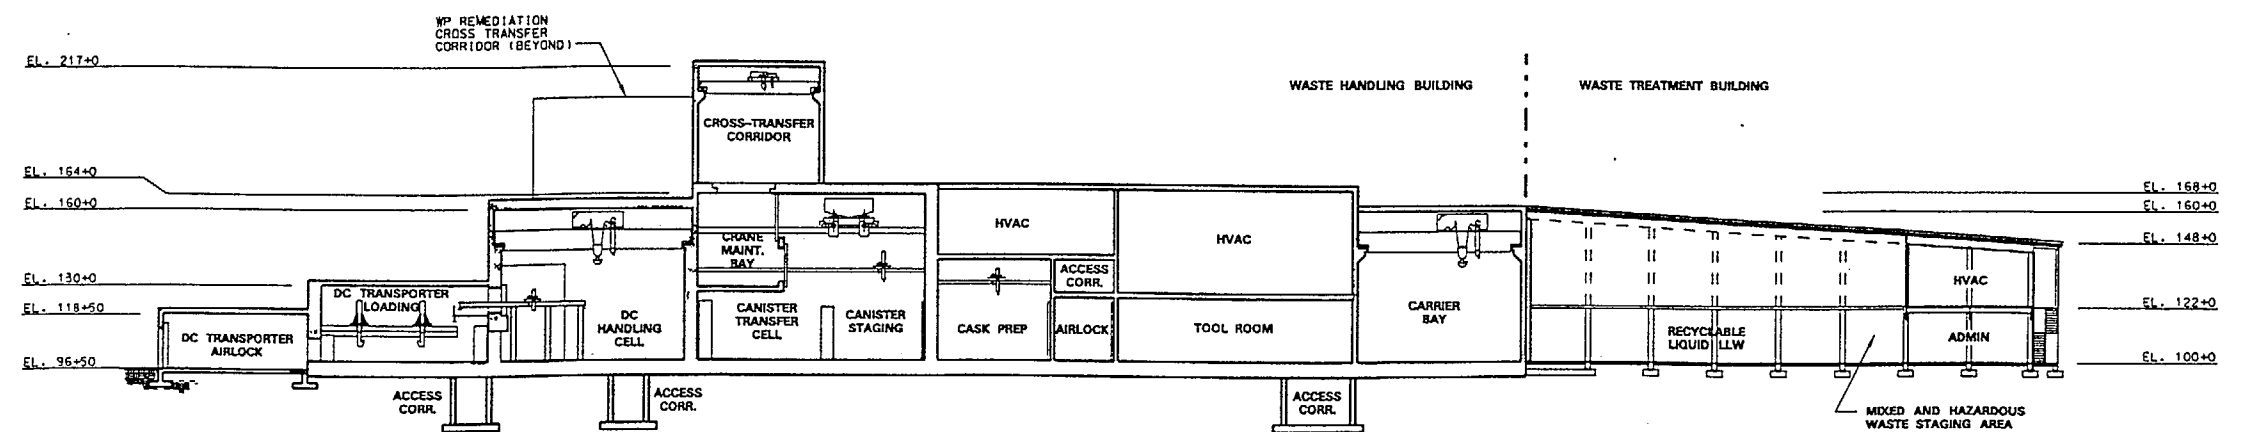 WP REMEDIATION
CROSS TRANSFER
CORRIDOR (BEYOND)
EL. 217+0
WASTE HANDLING BUILDING
WASTE TREATMENT BUILDING
CROSS-TRANSFER
CORRIDOR
EL. 164+0
EL. 160+0
EL. 168+0
EL. 160+0
EL. 148+0
HVAC
HVAC
CRANE
MAINT.
BAY
ACCESS
CORR.
HVAC
EL. 130+0
EL. 118+50
DC TRANSPORTER
LOADING
EL. 122+0
DC TRANSPORTER
AIRLOCK
DC
HANDLING
CELL
CANISTER
TRANSFER
CELL
CANISTER
STAGING
CASK PREP
AIRLOCK
TOOL ROOM
CARRIER
BAY
RECYCLABLE
LIQUID LLW
ADMIN
EL. 96+50
EL. 100+0
ACCESS
CORR.
ACCESS
CORR.
ACCESS
CORR.
MIXED AND HAZARDOUS
WASTE STAGING AREA